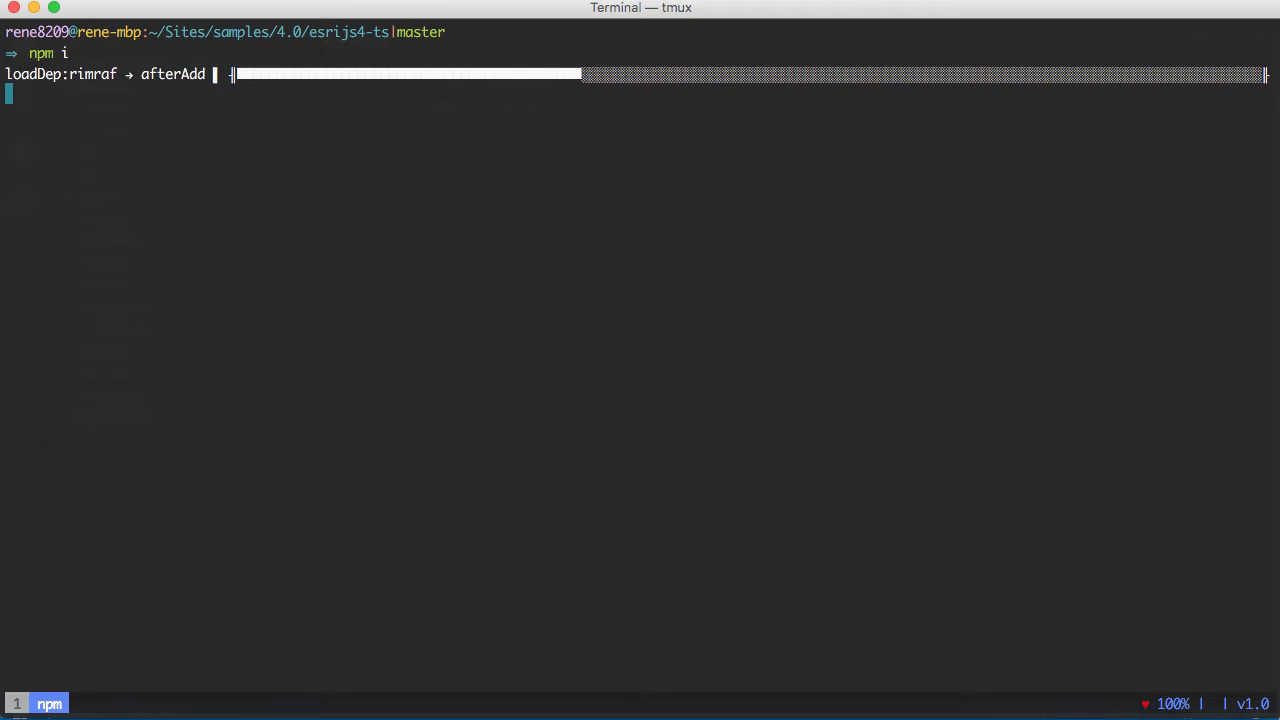 Terminal — tmux
rene8209@rene-mbp:~/Sites/samples/4.0/esrijs4-ts|master
⇒ npm i
loadDep:rimraf → afterAdd ▌ ╢█████████████████████████████████████████░░░░░░░░░░░░░░░░░░░░░░░░░░░░░░░░░░░░░░░░░░░░░░░░░░░░░░░░░░░░░░░░░░░░░░░░░░░░░░░░░░░░░╟
1 npm ♥ 100% | | v1.0